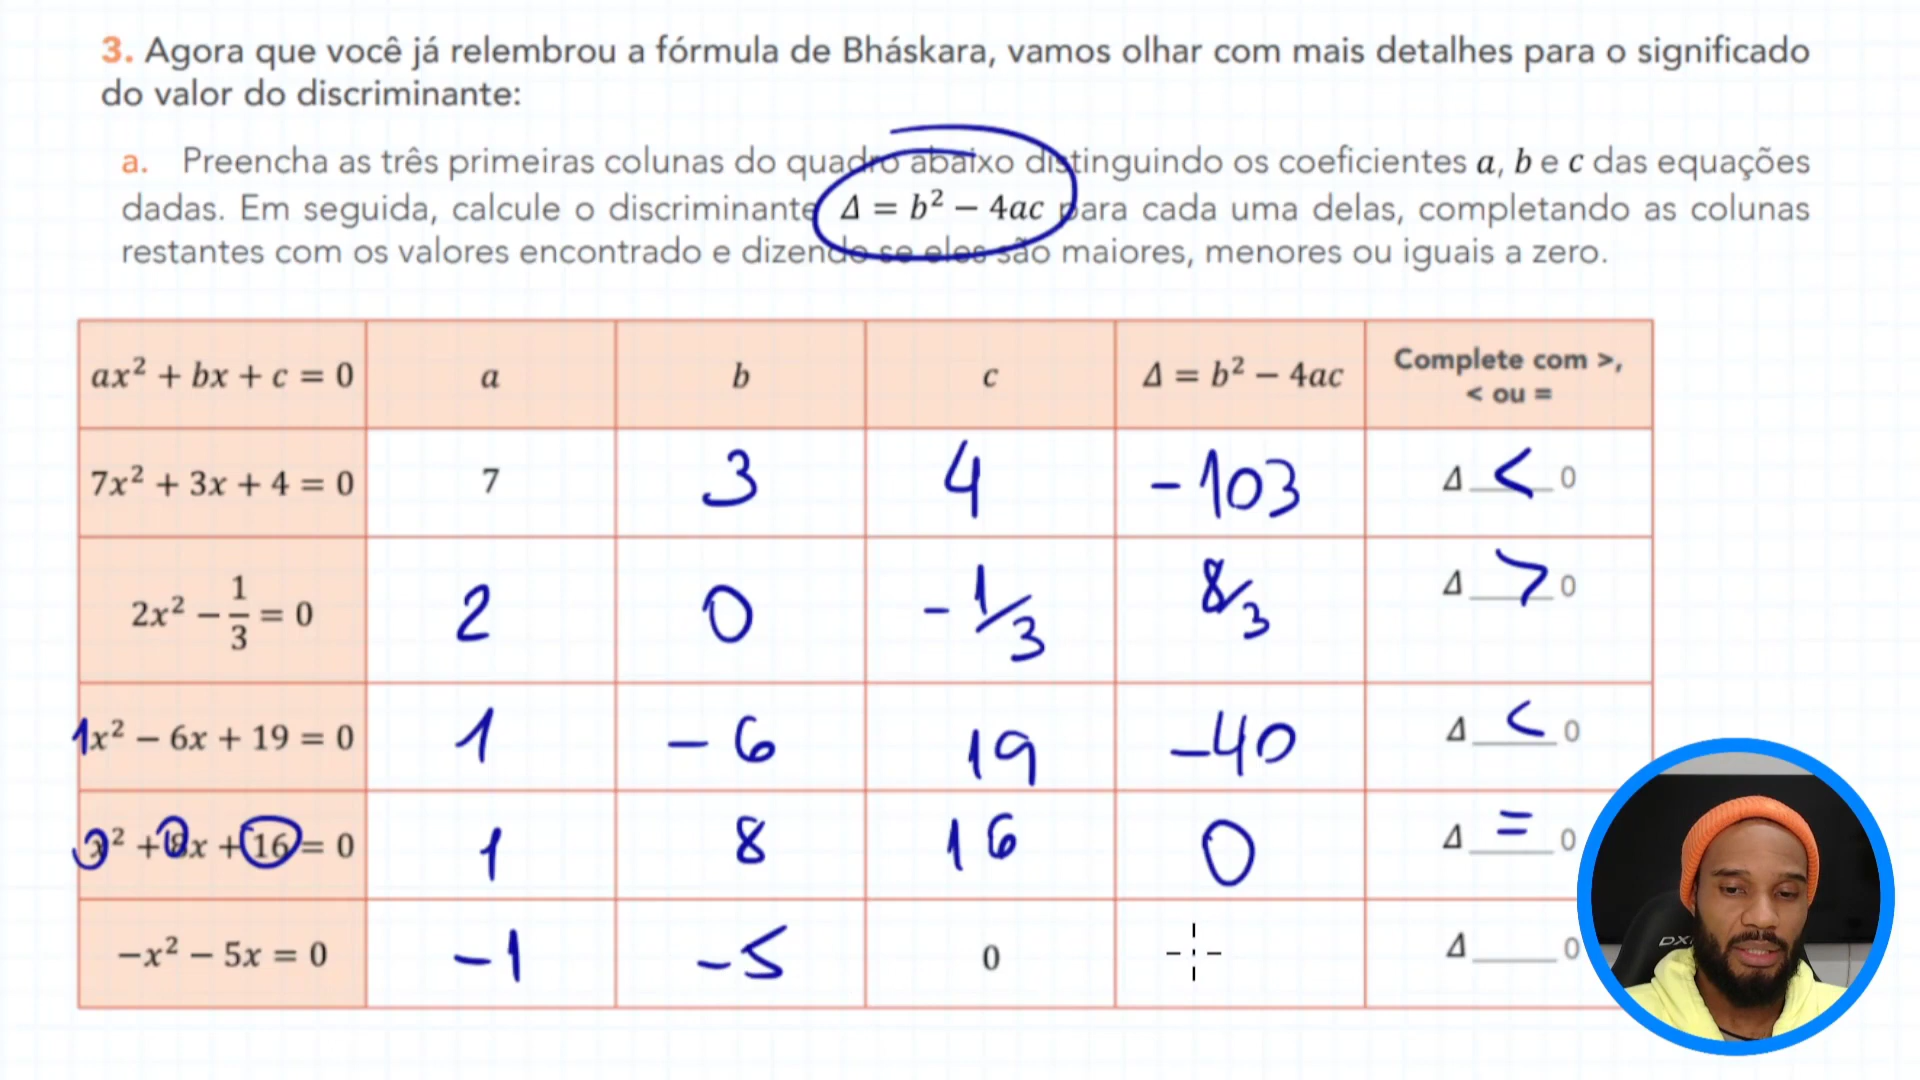 3. Agora que você já relembrou a fórmula de Bháskara, vamos olhar com mais detalhes para o significado
do valor do discriminante:
a. Preencha as três primeiras colunas do quadro abaixo distinguindo os coeficientes a, b e c das equações
dadas. Em seguida, calcule o discriminante Δ = b² − 4ac para cada uma delas, completando as colunas
restantes com os valores encontrado e dizendo se eles são maiores, menores ou iguais a zero.
ax² + bx + c = 0 a b c Δ = b² − 4ac Complete com >,
< ou =
7x² + 3x + 4 = 0 7 3 4 -103 Δ < 0
2x² − 1/3 = 0 2 0 -1/3 8/3 Δ > 0
1x² − 6x + 19 = 0 1 -6 19 -40 Δ < 0
x² + 8x + 16 = 0 1 8 16 0 Δ = 0
−x² − 5x = 0 -1 -5 0 Δ ____ 0